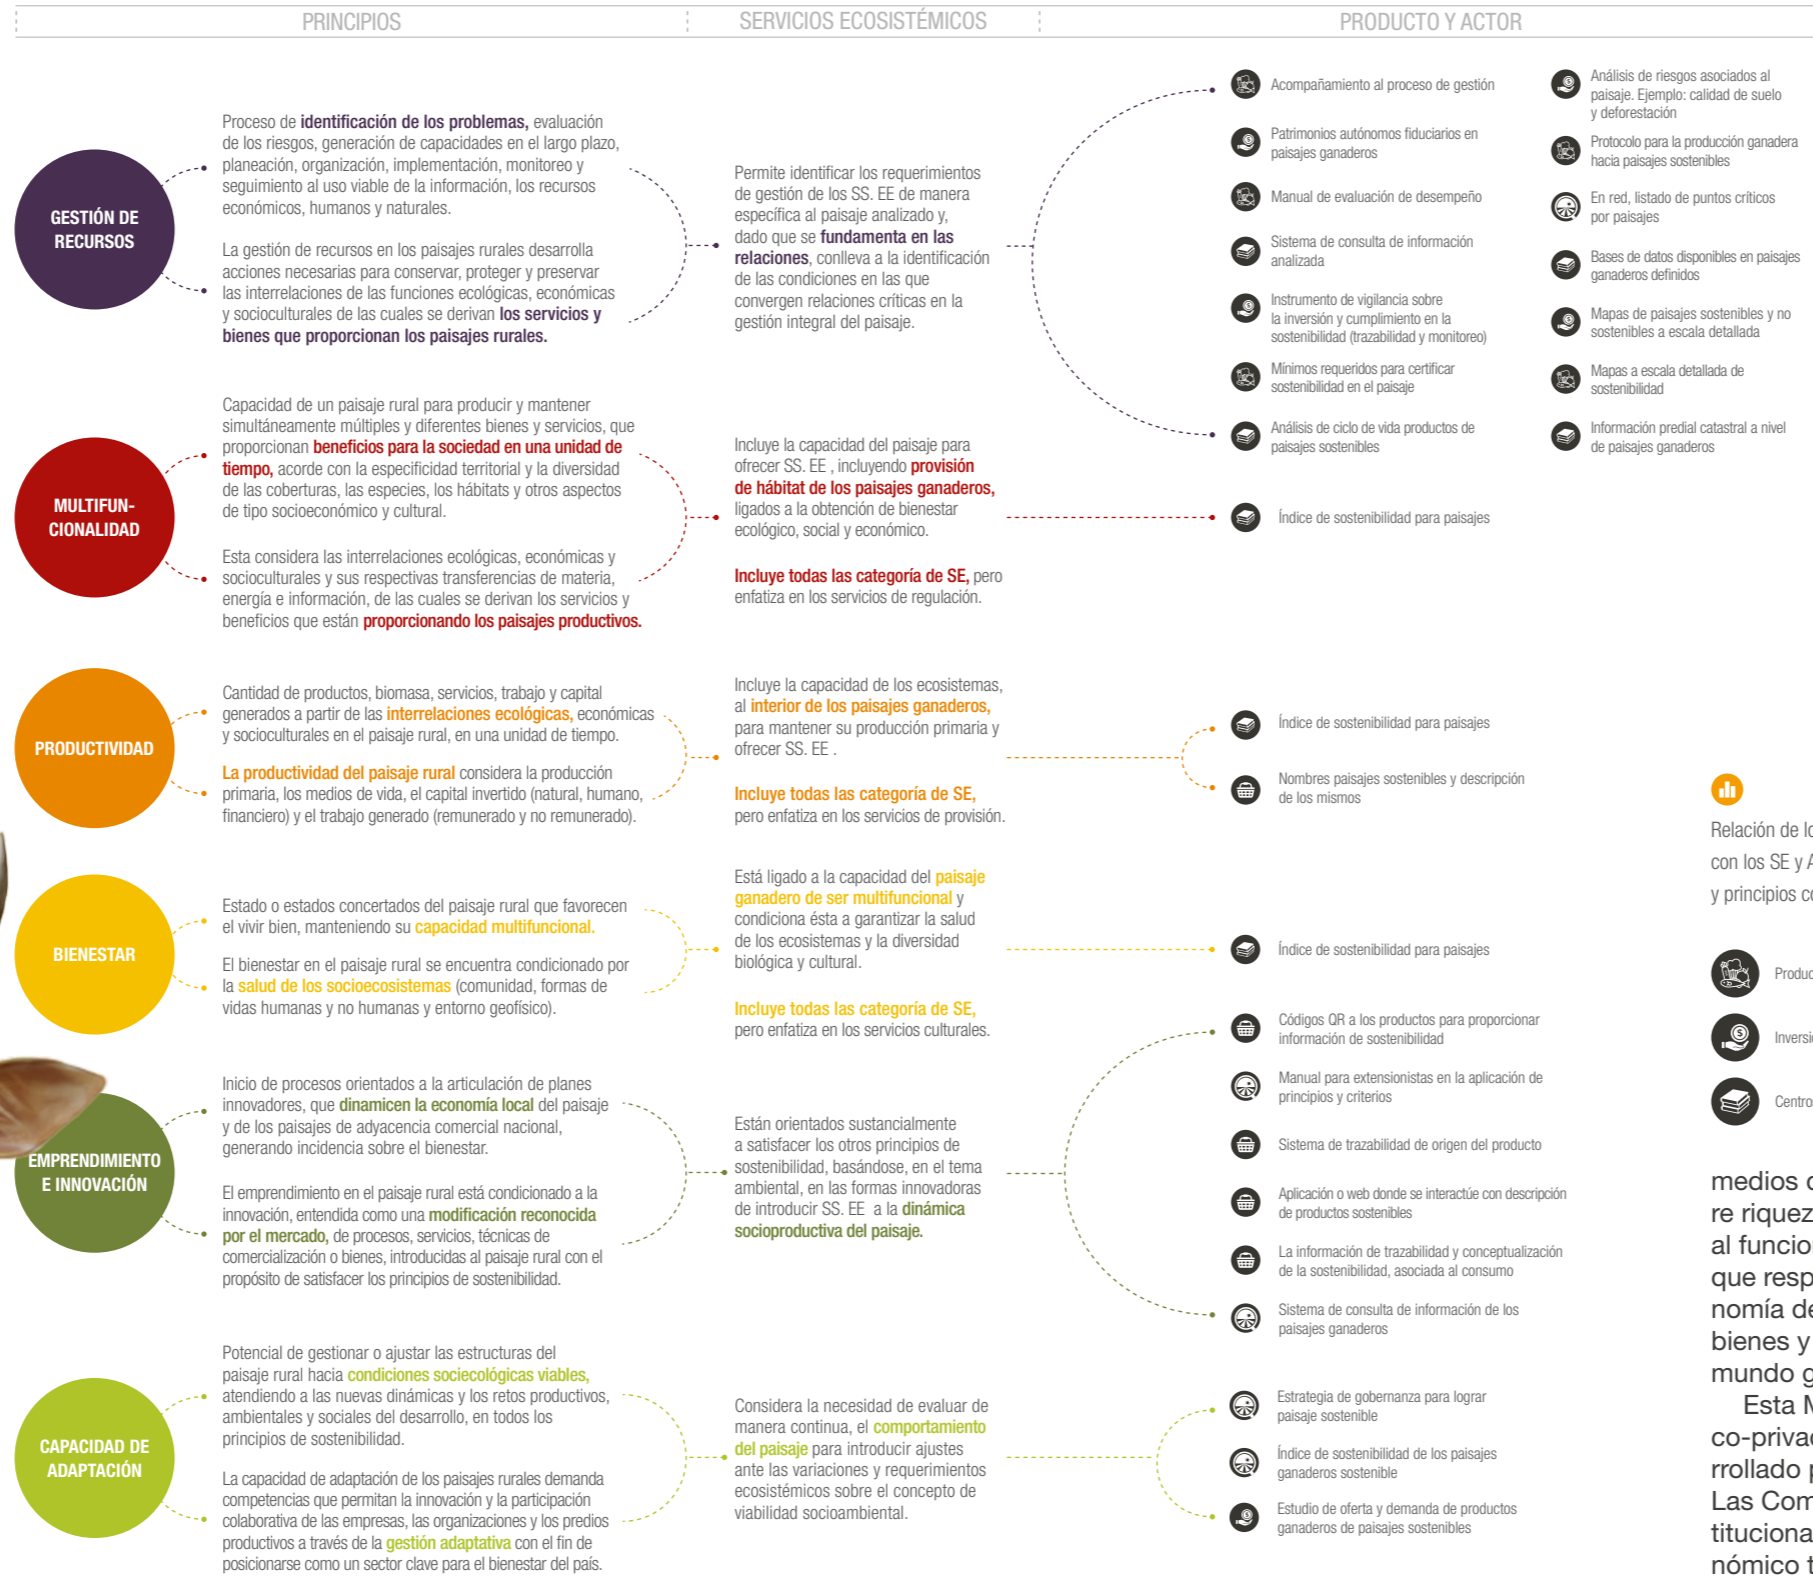 PRINCIPIOS
SERVICIOS ECOSISTÉMICOS
PRODUCTO Y ACTOR
GESTIÓN DE
RECURSOS
Proceso de identificación de los problemas, evaluación
de los riesgos, generación de capacidades en el largo plazo,
planeación, organización, implementación, monitoreo y
seguimiento al uso viable de la información, los recursos
económicos, humanos y naturales.
La gestión de recursos en los paisajes rurales desarrolla
acciones necesarias para conservar, proteger y preservar
las interrelaciones de las funciones ecológicas, económicas
y socioculturales de las cuales se derivan los servicios y
bienes que proporcionan los paisajes rurales.
Permite identificar los requerimientos
de gestión de los SS. EE de manera
específica al paisaje analizado y,
dado que se fundamenta en las
relaciones, conlleva a la identificación
de las condiciones en las que
convergen relaciones críticas en la
gestión integral del paisaje.
Acompañamiento al proceso de gestión
Patrimonios autónomos fiduciarios en
paisajes ganaderos
Manual de evaluación de desempeño
Sistema de consulta de información
analizada
Instrumento de vigilancia sobre
la inversión y cumplimiento en la
sostenibilidad (trazabilidad y monitoreo)
Mínimos requeridos para certificar
sostenibilidad en el paisaje
Análisis de ciclo de vida productos de
paisajes sostenibles
Análisis de riesgos asociados al
paisaje. Ejemplo: calidad de suelo
y deforestación
Protocolo para la producción ganadera
hacia paisajes sostenibles
En red, listado de puntos críticos
por paisajes
Bases de datos disponibles en paisajes
ganaderos definidos
Mapas de paisajes sostenibles y no
sostenibles a escala detallada
Mapas a escala detallada de
sostenibilidad
Información predial catastral a nivel
de paisajes ganaderos
MULTIFUN-
CIONALIDAD
Capacidad de un paisaje rural para producir y mantener
simultáneamente múltiples y diferentes bienes y servicios, que
proporcionan beneficios para la sociedad en una unidad de
tiempo, acorde con la especificidad territorial y la diversidad
de las coberturas, las especies, los hábitats y otros aspectos
de tipo socioeconómico y cultural.
Esta considera las interrelaciones ecológicas, económicas y
socioculturales y sus respectivas transferencias de materia,
energía e información, de las cuales se derivan los servicios y
beneficios que están proporcionando los paisajes productivos.
Incluye la capacidad del paisaje para
ofrecer SS. EE , incluyendo provisión
de hábitat de los paisajes ganaderos,
ligados a la obtención de bienestar
ecológico, social y económico.
Incluye todas las categoría de SE, pero
enfatiza en los servicios de regulación.
Índice de sostenibilidad para paisajes
PRODUCTIVIDAD
Cantidad de productos, biomasa, servicios, trabajo y capital
generados a partir de las interrelaciones ecológicas, económicas
y socioculturales en el paisaje rural, en una unidad de tiempo.
La productividad del paisaje rural considera la producción
primaria, los medios de vida, el capital invertido (natural, humano,
financiero) y el trabajo generado (remunerado y no remunerado).
Incluye la capacidad de los ecosistemas,
al interior de los paisajes ganaderos,
para mantener su producción primaria y
ofrecer SS. EE .
Incluye todas las categoría de SE,
pero enfatiza en los servicios de provisión.
Índice de sostenibilidad para paisajes
Nombres paisajes sostenibles y descripción
de los mismos
BIENESTAR
Estado o estados concertados del paisaje rural que favorecen
el vivir bien, manteniendo su capacidad multifuncional.
El bienestar en el paisaje rural se encuentra condicionado por
la salud de los socioecosistemas (comunidad, formas de
vidas humanas y no humanas y entorno geofísico).
Está ligado a la capacidad del paisaje
ganadero de ser multifuncional y
condiciona ésta a garantizar la salud
de los ecosistemas y la diversidad
biológica y cultural.
Incluye todas las categoría de SE,
pero enfatiza en los servicios culturales.
Índice de sostenibilidad para paisajes
EMPRENDIMIENTO
E INNOVACIÓN
Inicio de procesos orientados a la articulación de planes
innovadores, que dinamicen la economía local del paisaje
y de los paisajes de adyacencia comercial nacional,
generando incidencia sobre el bienestar.
El emprendimiento en el paisaje rural está condicionado a la
innovación, entendida como una modificación reconocida
por el mercado, de procesos, servicios, técnicas de
comercialización o bienes, introducidas al paisaje rural con el
propósito de satisfacer los principios de sostenibilidad.
Están orientados sustancialmente
a satisfacer los otros principios de
sostenibilidad, basándose, en el tema
ambiental, en las formas innovadoras
de introducir SS. EE a la dinámica
socioproductiva del paisaje.
Códigos QR a los productos para proporcionar
información de sostenibilidad
Manual para extensionistas en la aplicación de
principios y criterios
Sistema de trazabilidad de origen del producto
Aplicación o web donde se interactúe con descripción
de productos sostenibles
La información de trazabilidad y conceptualización
de la sostenibilidad, asociada al consumo
Sistema de consulta de información de los
paisajes ganaderos
CAPACIDAD DE
ADAPTACIÓN
Potencial de gestionar o ajustar las estructuras del
paisaje rural hacia condiciones sociecológicas viables,
atendiendo a las nuevas dinámicas y los retos productivos,
ambientales y sociales del desarrollo, en todos los
principios de sostenibilidad.
La capacidad de adaptación de los paisajes rurales demanda
competencias que permitan la innovación y la participación
colaborativa de las empresas, las organizaciones y los predios
productivos a través de la gestión adaptativa con el fin de
posicionarse como un sector clave para el bienestar del país.
Considera la necesidad de evaluar de
manera continua, el comportamiento
del paisaje para introducir ajustes
ante las variaciones y requerimientos
ecosistémicos sobre el concepto de
viabilidad socioambiental.
Estrategia de gobernanza para lograr
paisaje sostenible
Índice de sostenibilidad de los paisajes
ganaderos sostenible
Estudio de oferta y demanda de productos
ganaderos de paisajes sostenibles
Relación de lo
con los SE y A
y principios co
Produc
Inversi
Centro
medios d
re riquez
al funcio
que resp
nomía de
bienes y
mundo g
Esta M
co-priva
rrollado p
Las Com
tituciona
nómico t